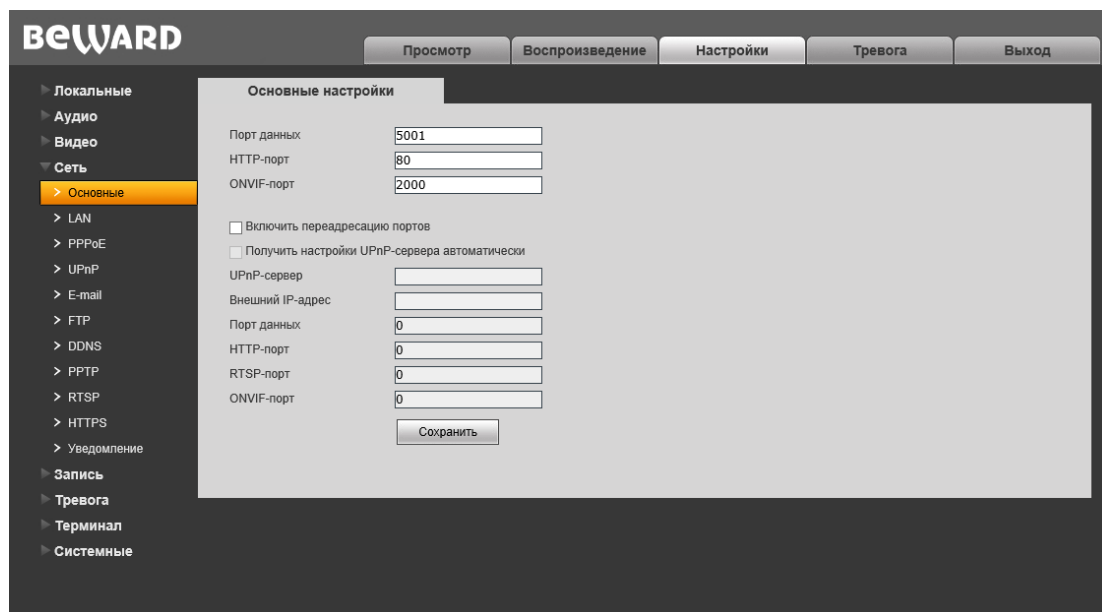 BEWARD
Просмотр
Воспроизведение
Настройки
Тревога
Выход
Локальные
Аудио
Видео
Сеть
Основные
LAN
PPPoE
UPnP
E-mail
FTP
DDNS
PPTP
RTSP
HTTPS
Уведомление
Запись
Тревога
Терминал
Системные
Основные настройки
Порт данных 5001
HTTP-порт 80
ONVIF-порт 2000
Включить переадресацию портов
Получить настройки UPnP-сервера автоматически
UPnP-сервер
Внешний IP-адрес
Порт данных 0
HTTP-порт 0
RTSP-порт 0
ONVIF-порт 0
Сохранить